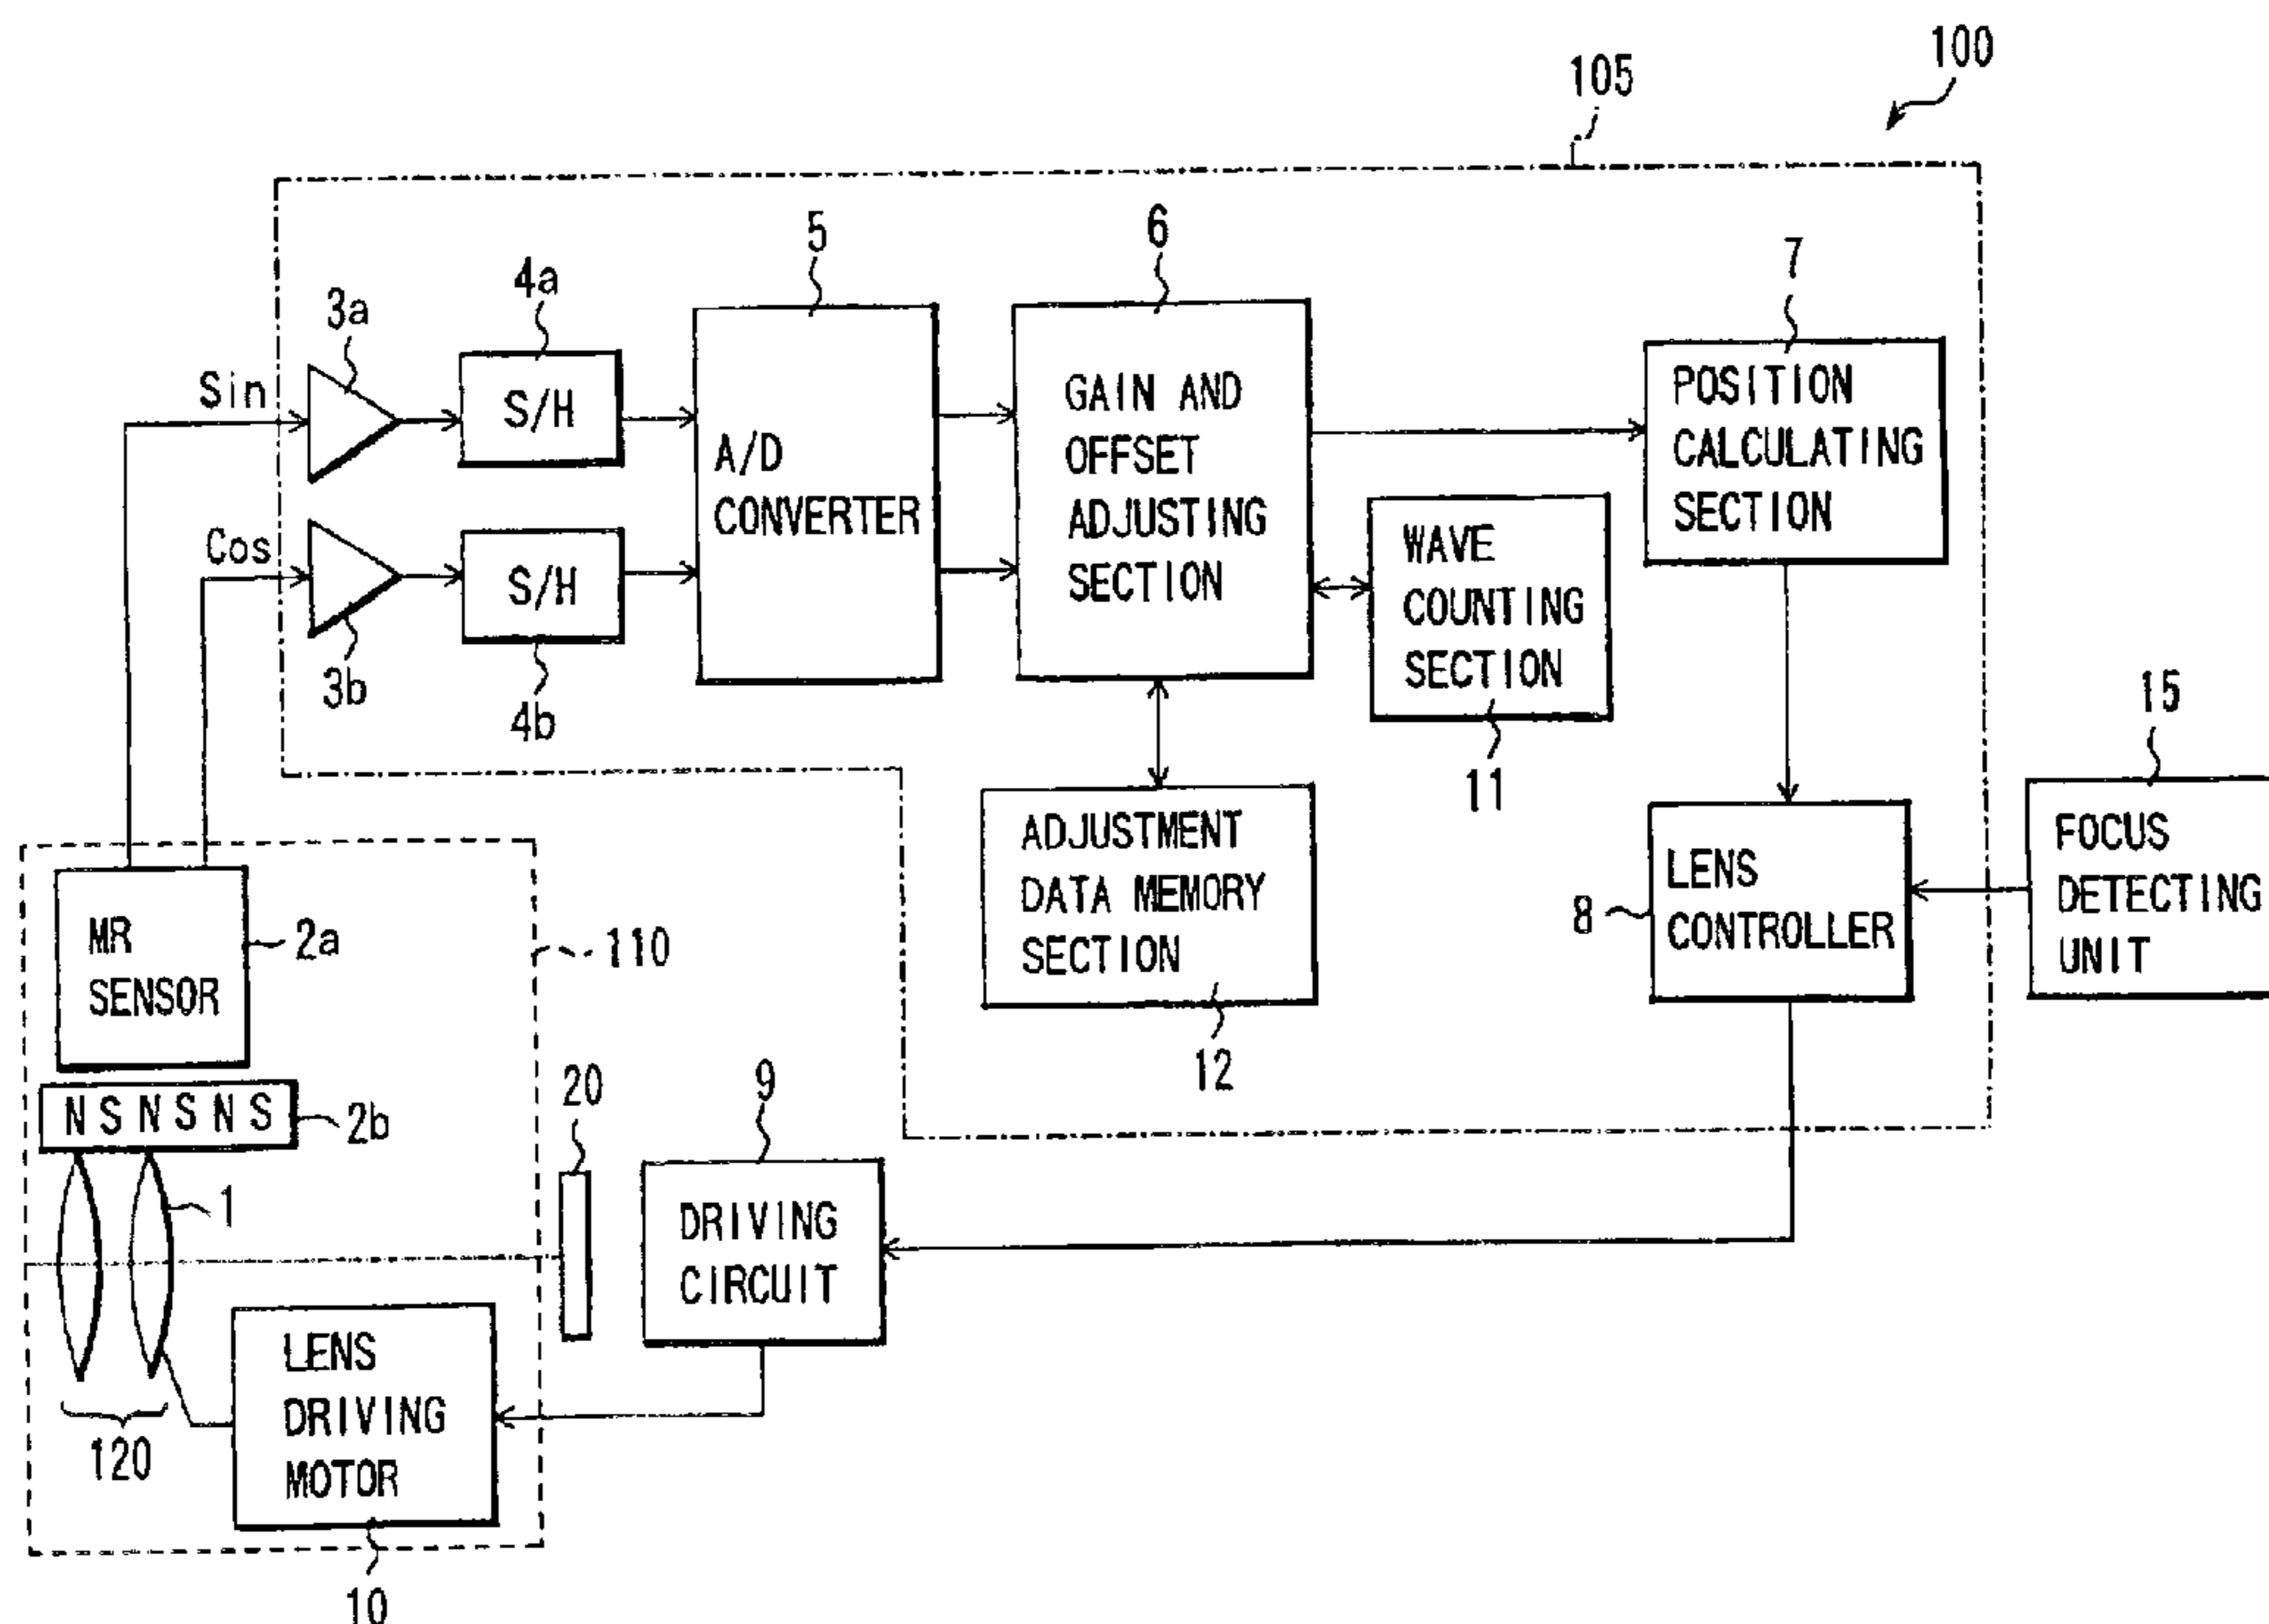 100
105
5
6
7
4a
3a
Sin
S/H
A/D
CONVERTER
GAIN AND
OFFSET
ADJUSTING
SECTION
POSITION
CALCULATING
SECTION
Cos
S/H
3b
4b
WAVE
COUNTING
SECTION
11
15
ADJUSTMENT
DATA MEMORY
SECTION
12
LENS
CONTROLLER
8
FOCUS
DETECTING
UNIT
MR
SENSOR
2a
110
N S N S N S
2b
20
9
1
DRIVING
CIRCUIT
LENS
DRIVING
MOTOR
120
10